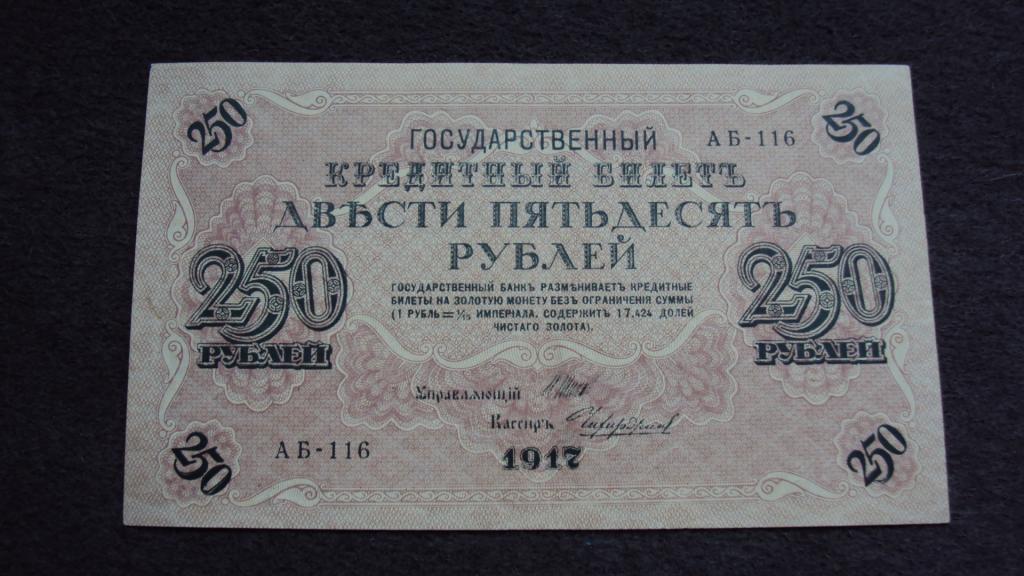 250
250
ГОСУДАРСТВЕННЫЙ
АБ-116
КРЕДИТНЫЙ БИЛЕТЪ
ДВѢСТИ ПЯТЬДЕСЯТЪ
РУБЛЕЙ
250
РУБЛЕЙ
250
РУБЛЕЙ
ГОСУДАРСТВЕННЫЙ БАНКЪ РАЗМѢНИВАЕТЪ КРЕДИТНЫЕ
БИЛЕТЫ НА ЗОЛОТУЮ МОНЕТУ БЕЗЪ ОГРАНИЧЕНІЯ СУММЫ
(1 РУБЛЬ = 1/15 ИМПЕРІАЛА, СОДЕРЖИТЪ 17,424 ДОЛЕЙ
ЧИСТАГО ЗОЛОТА).
Управляющій
Кассиръ
АБ-116
1917
250
250